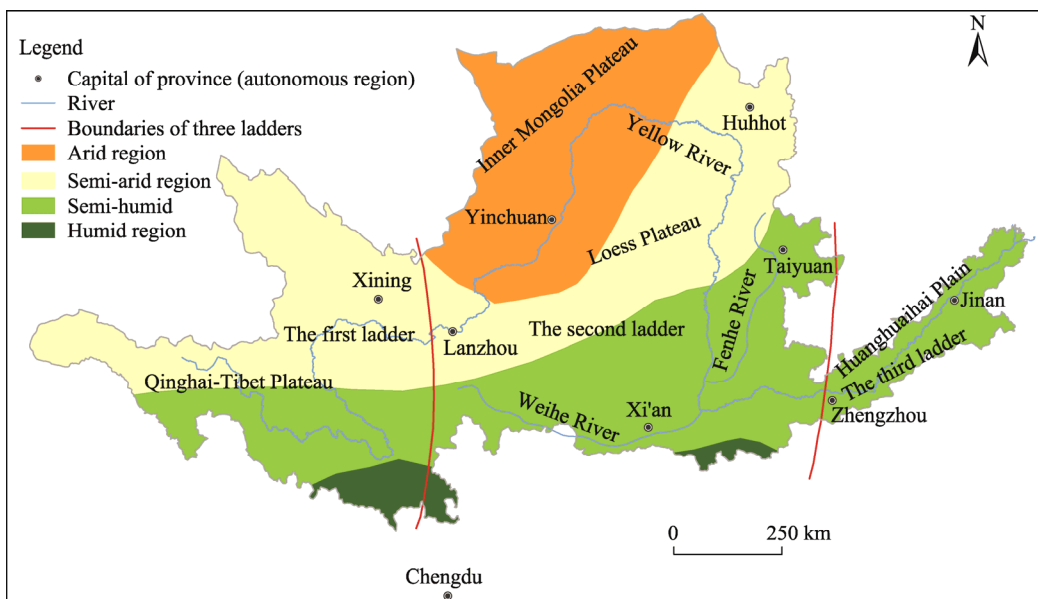 N
Legend
Capital of province (autonomous region)
River
Boundaries of three ladders
Arid region
Semi-arid region
Semi-humid
Humid region
Inner Mongolia Plateau
Huhhot
Yellow River
Yinchuan
Loess Plateau
Taiyuan
Xining
The first ladder
Lanzhou
The second ladder
Fenhe River
Huanghuaihai Plain
Jinan
The third ladder
Qinghai-Tibet Plateau
Weihe River
Xi'an
Zhengzhou
0 250 km
Chengdu